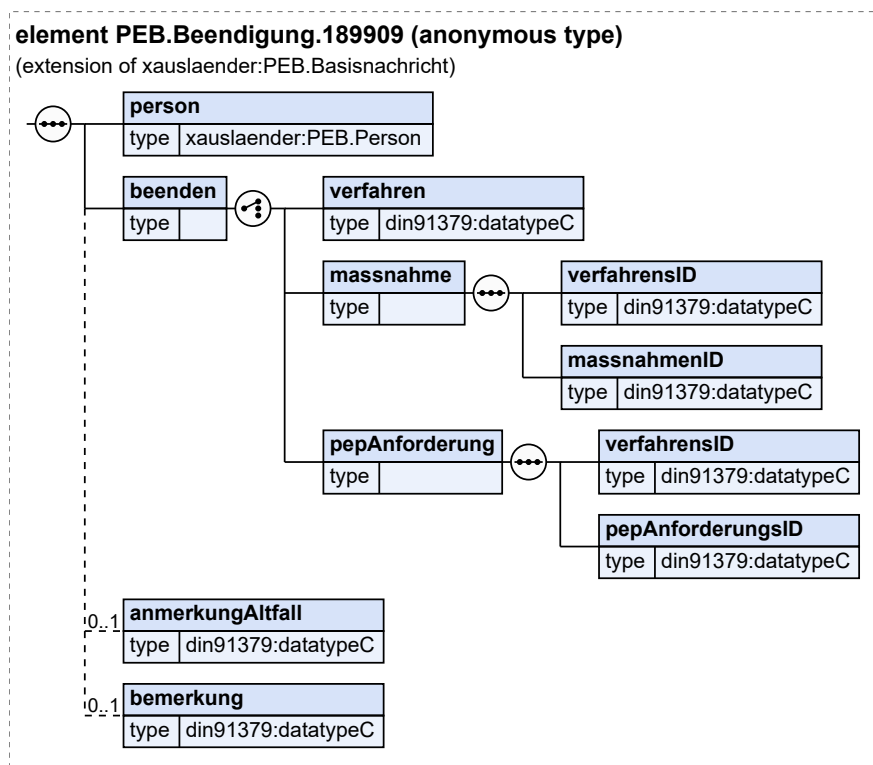 element PEB.Beendigung.189909 (anonymous type)
(extension of xauslaender:PEB.Basisnachricht)
person
type xauslaender:PEB.Person
beenden
type
verfahren
type din91379:datatypeC
massnahme
type
verfahrensID
type din91379:datatypeC
massnahmenID
type din91379:datatypeC
pepAnforderung
type
verfahrensID
type din91379:datatypeC
pepAnforderungsID
type din91379:datatypeC
0..1
anmerkungAltfall
type din91379:datatypeC
0..1
bemerkung
type din91379:datatypeC